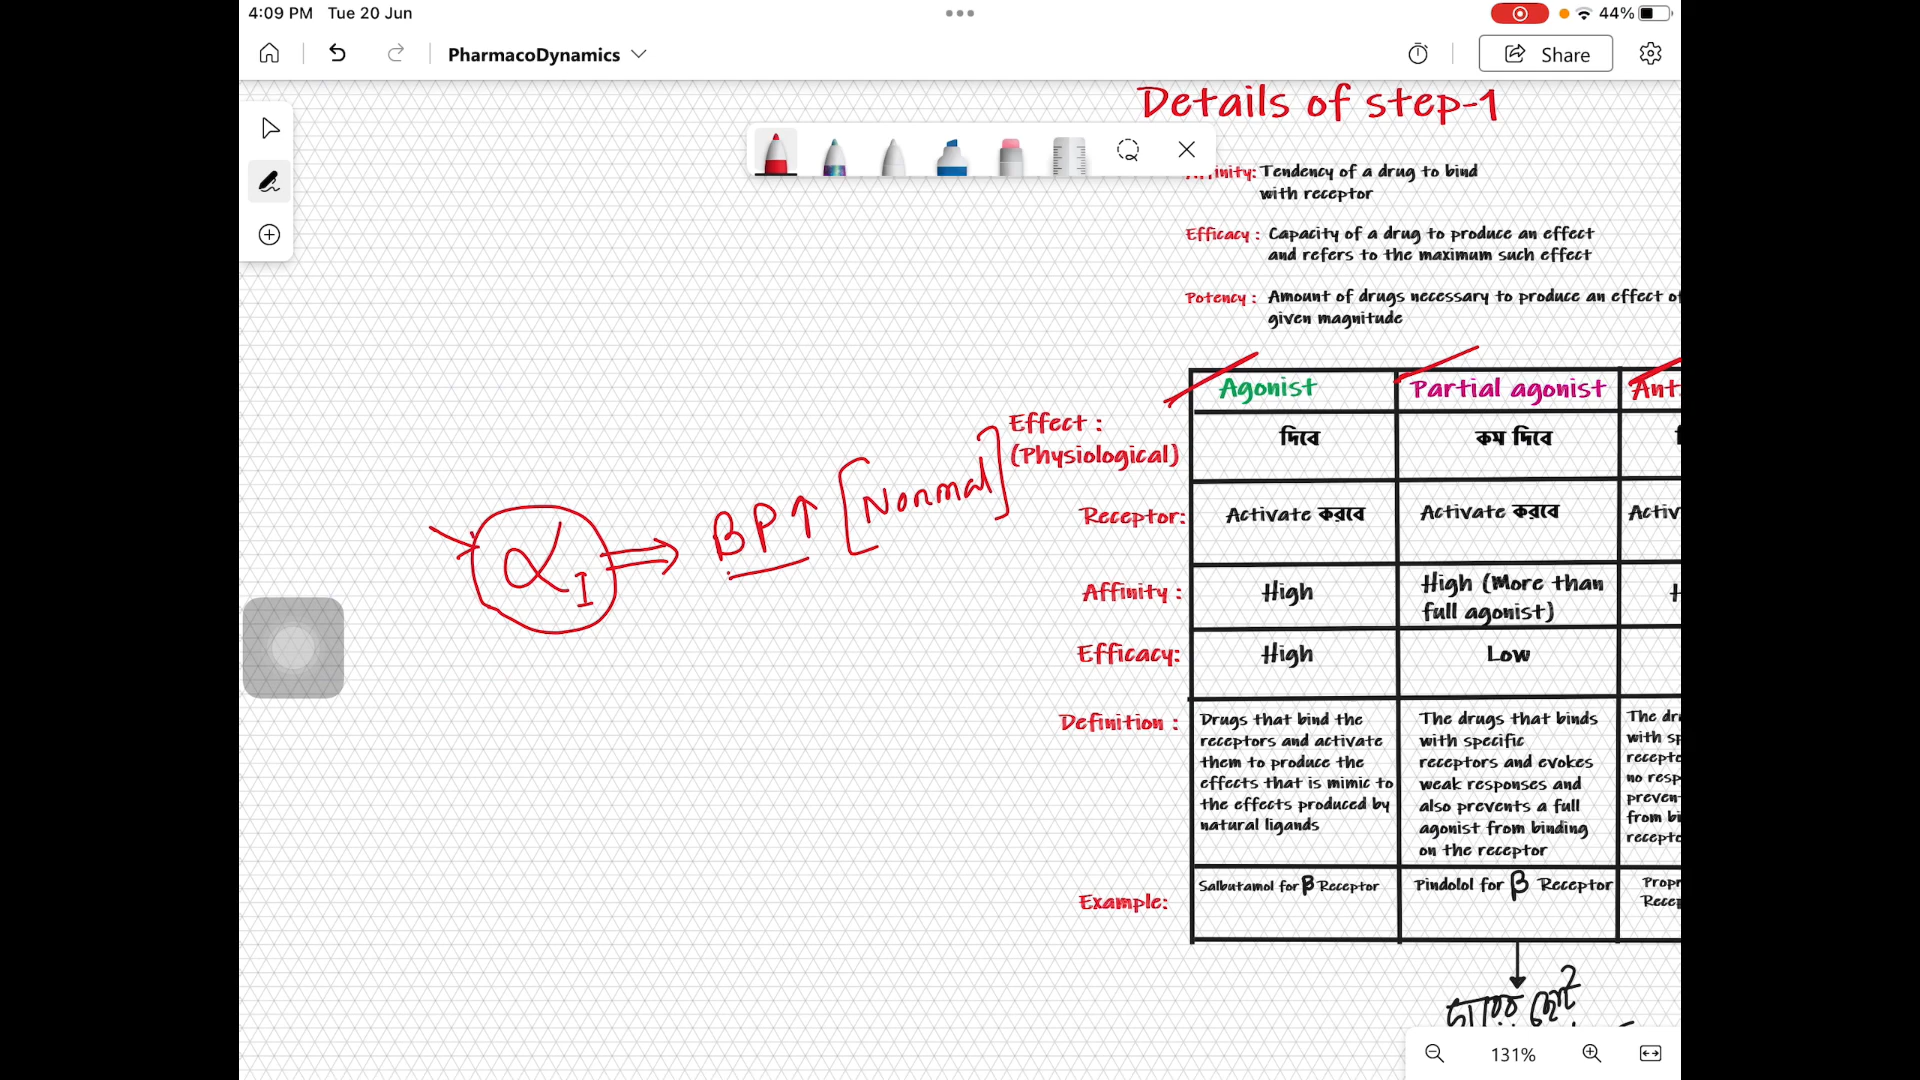 4:09 PM Tue 20 Jun
44%
PharmacoDynamics
Share
Details of step-1
Tendency of a drug to bind
with receptor
Efficacy : Capacity of a drug to produce an effect
and refers to the maximum such effect
Potency : Amount of drugs necessary to produce an effect of
given magnitude
Agonist Partial agonist
Effect :
(Physiological)
দিবে কম দিবে
Receptor: Activate করবে Activate করবে
Affinity : High High (More than
full agonist)
Efficacy: High Low
Definition : Drugs that bind the
receptors and activate
them to produce the
effects that is mimic to
the effects produced by
natural ligands
The drugs that binds
with specific
receptors and evokes
weak responses and
also prevents a full
agonist from binding
on the receptor
Example: Salbutamol for β Receptor Pindolol for β Receptor
α1 ⇒ BP↑ [Normal]
131%